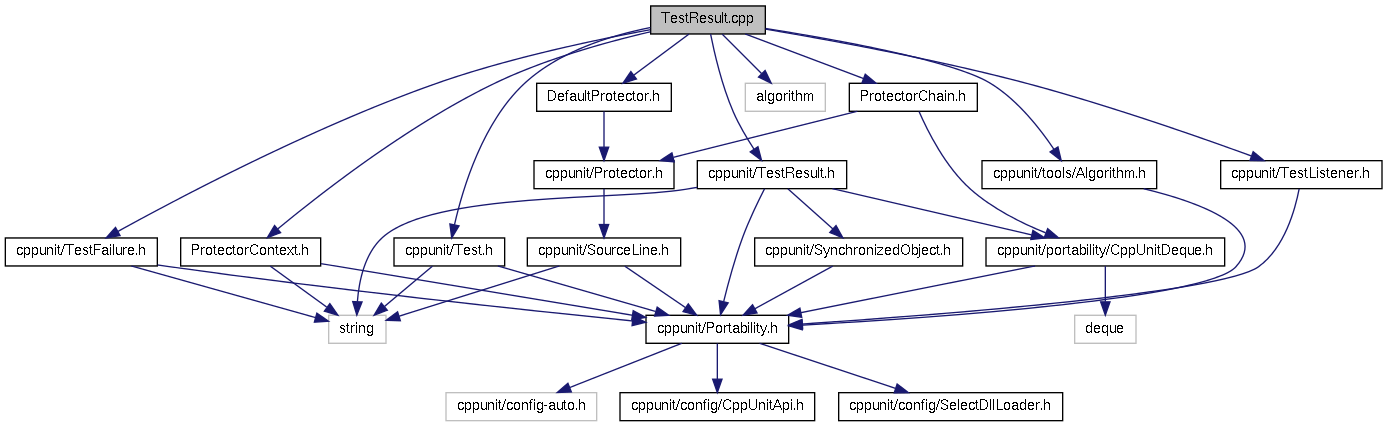 TestResult.cpp
DefaultProtector.h
algorithm
ProtectorChain.h
cppunit/Protector.h
cppunit/TestResult.h
cppunit/tools/Algorithm.h
cppunit/TestListener.h
cppunit/TestFailure.h
ProtectorContext.h
cppunit/Test.h
cppunit/SourceLine.h
cppunit/SynchronizedObject.h
cppunit/portability/CppUnitDeque.h
string
cppunit/Portability.h
deque
cppunit/config-auto.h
cppunit/config/CppUnitApi.h
cppunit/config/SelectDllLoader.h